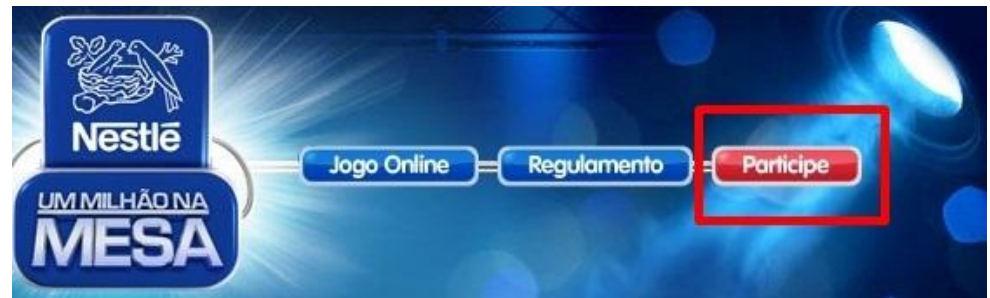 Nestlé
UM MILHÃO NA
MESA
Jogo Online
Regulamento
Participe